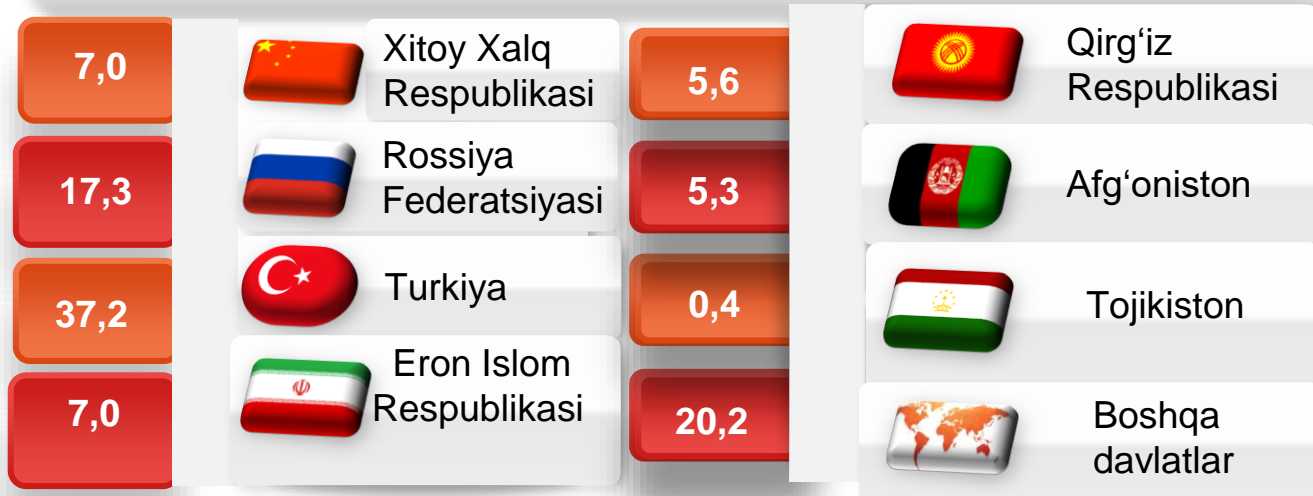 7,0
Xitoy Xalq
Respublikasi
17,3
Rossiya
Federatsiyasi
37,2
Turkiya
7,0
Eron Islom
Respublikasi
5,6
Qirg‘iz
Respublikasi
5,3
Afg‘oniston
0,4
Tojikiston
20,2
Boshqa
davlatlar